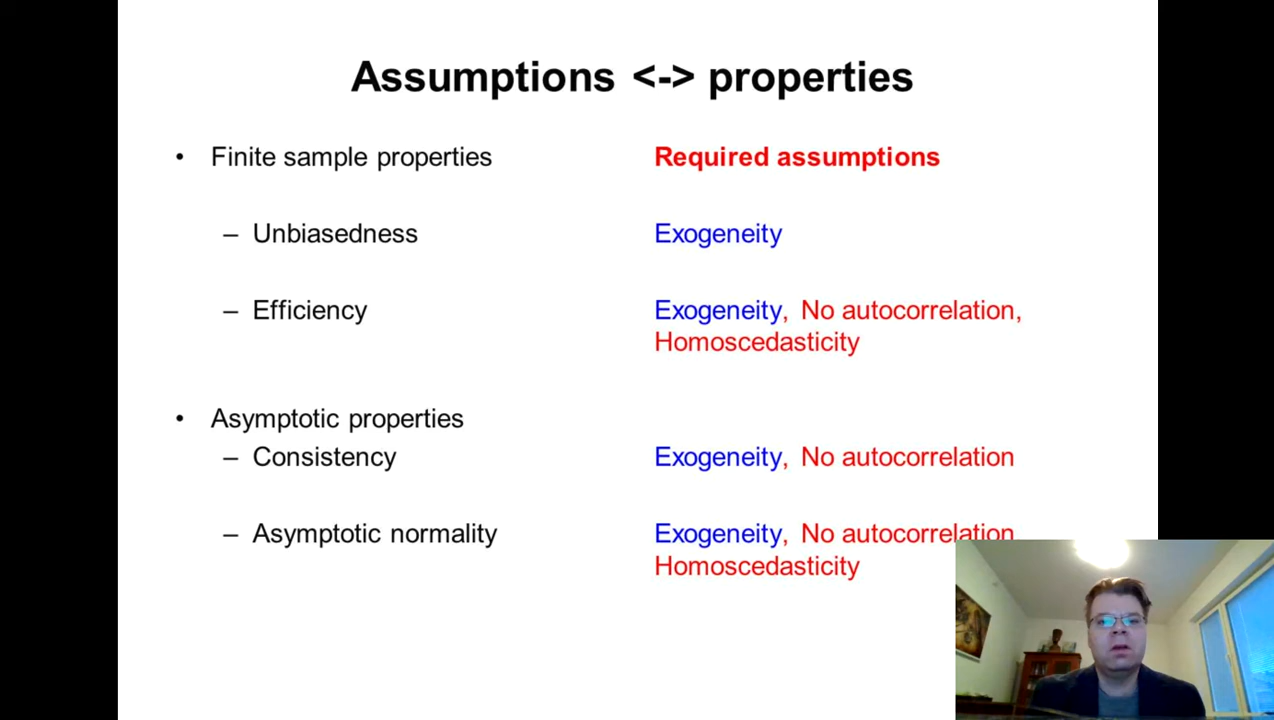 Assumptions <-> properties
• Finite sample properties Required assumptions
– Unbiasedness Exogeneity
– Efficiency Exogeneity, No autocorrelation,
Homoscedasticity
• Asymptotic properties
– Consistency Exogeneity, No autocorrelation
– Asymptotic normality Exogeneity, No autocorrelation
Homoscedasticity